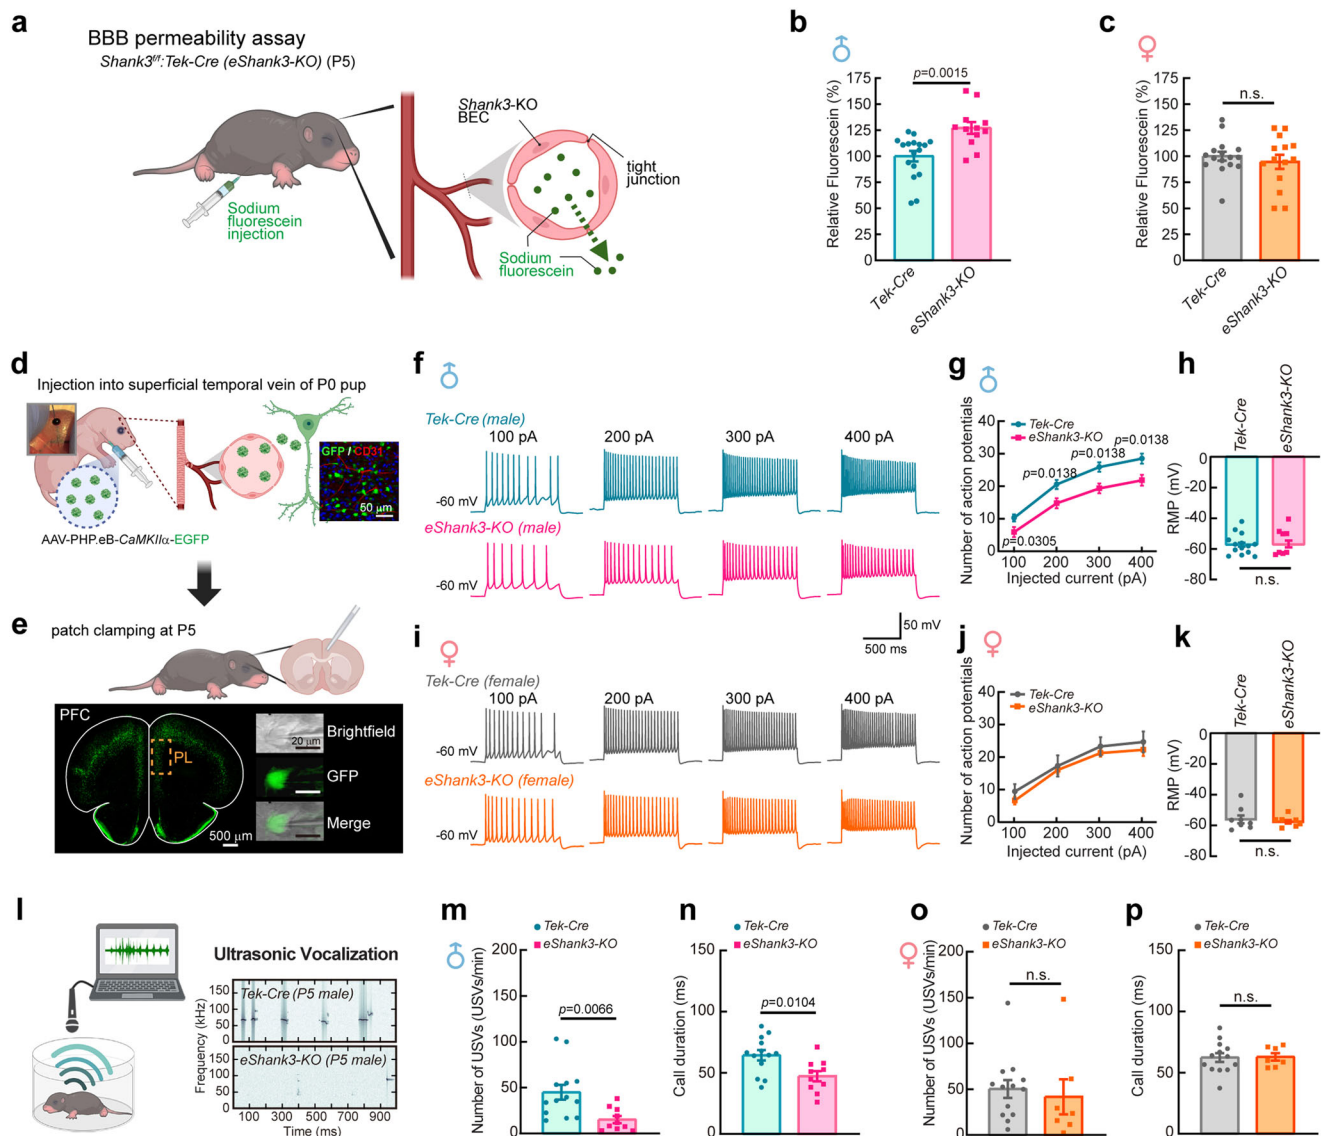 a
BBB permeability assay
Shank3f/f:Tek-Cre (eShank3-KO) (P5)
Sodium
fluorescein
injection
Shank3-KO
BEC
tight
junction
Sodium
fluorescein
b
♂
p=0.0015
Relative Fluorescein (%)
175
150
125
100
75
50
25
0
Tek-Cre
eShank3-KO
c
♀
n.s.
Relative Fluorescein (%)
175
150
125
100
75
50
25
0
Tek-Cre
eShank3-KO
d
Injection into superficial temporal vein of P0 pup
GFP / CD31
50 μm
AAV-PHP.eB-CaMKIIα-EGFP
e
patch clamping at P5
PFC
PL
500 μm
20 μm
Brightfield
GFP
Merge
f
♂
Tek-Cre (male)
100 pA
200 pA
300 pA
400 pA
-60 mV
eShank3-KO (male)
-60 mV
50 mV
500 ms
g
♂
Tek-Cre
eShank3-KO
Number of action potentials
40
30
20
10
0
p=0.0305
p=0.0138
p=0.0138
p=0.0138
100 200 300 400
Injected current (pA)
h
Tek-Cre
eShank3-KO
RMP (mV)
0
-20
-40
-60
-80
n.s.
i
♀
Tek-Cre (female)
100 pA
200 pA
300 pA
400 pA
-60 mV
eShank3-KO (female)
-60 mV
j
♀
Tek-Cre
eShank3-KO
Number of action potentials
40
30
20
10
0
100 200 300 400
Injected current (pA)
k
Tek-Cre
eShank3-KO
RMP (mV)
0
-20
-40
-60
-80
n.s.
l
Ultrasonic Vocalization
Tek-Cre (P5 male)
eShank3-KO (P5 male)
Frequency (kHz)
150
100
50
0
150
100
50
0
100 300 500 700 900
Time (ms)
m
♂
Tek-Cre
eShank3-KO
Number of USVs (USVs/min)
200
150
100
50
0
p=0.0066
n
Tek-Cre
eShank3-KO
Call duration (ms)
150
100
50
0
p=0.0104
o
♀
Tek-Cre
eShank3-KO
Number of USVs (USVs/min)
200
150
100
50
0
n.s.
p
Tek-Cre
eShank3-KO
Call duration (ms)
150
100
50
0
n.s.